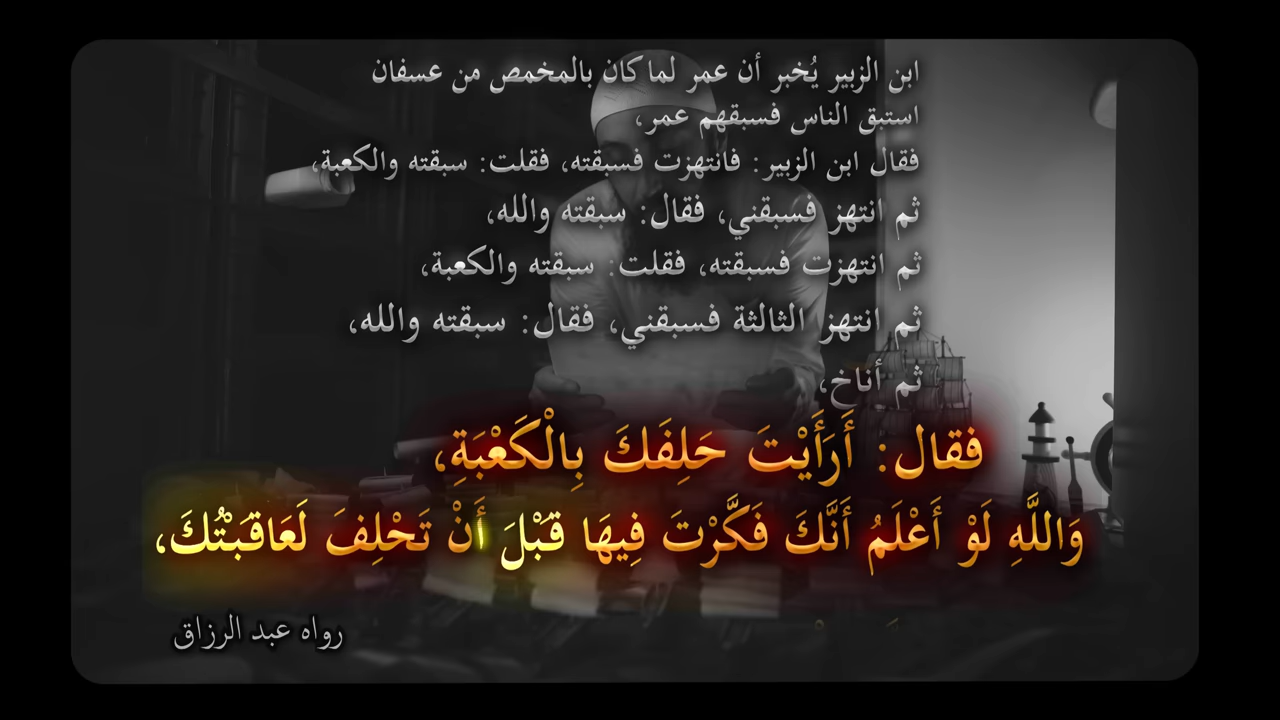 ابن الزبير يُخبر أن عمر لما كان بالمخمص من عسفان
استبق الناس فسبقهم عمر،
فقال ابن الزبير: فانتهزت فسبقته، فقلت: سبقته والكعبة،
ثم انتهز فسبقني، فقال: سبقته والله،
ثم انتهزت فسبقته، فقلت: سبقته والكعبة،
ثم انتهز الثالثة فسبقني، فقال: سبقته والله،
ثم أناخ،
فقال: أَرَأَيْتَ حَلِفَكَ بِالْكَعْبَةِ،
وَاللَّهِ لَوْ أَعْلَمُ أَنَّكَ فَكَّرْتَ فِيهَا قَبْلَ أَنْ تَحْلِفَ لَعَاقَبْتُكَ،
رواه عبد الرزاق